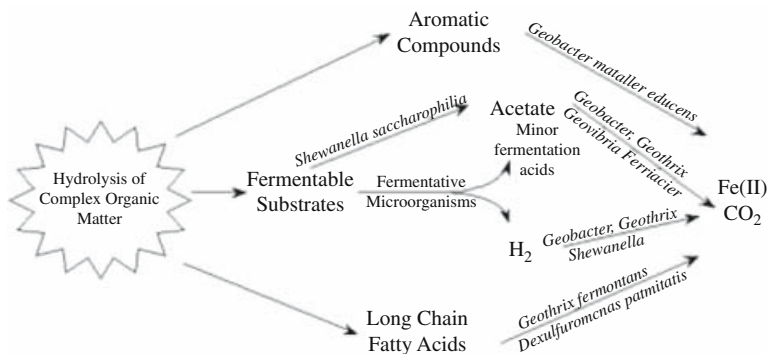 Aromatic
Compounds
Geobacter mataller educens
Shewanella saccharophilia
Acetate
Minor
fermentation
acids
Geobacter, Geothrix
Geovibria Ferriacier
Hydrolysis of
Complex Organic
Matter
Fermentable
Substrates
Fermentative
Microorganisms
Fe(II)
CO₂
H₂
Geobacter, Geothrix
Shewanella
Long Chain
Fatty Acids
Geothrix fermontans
Dexulfuromcnas patmitatis